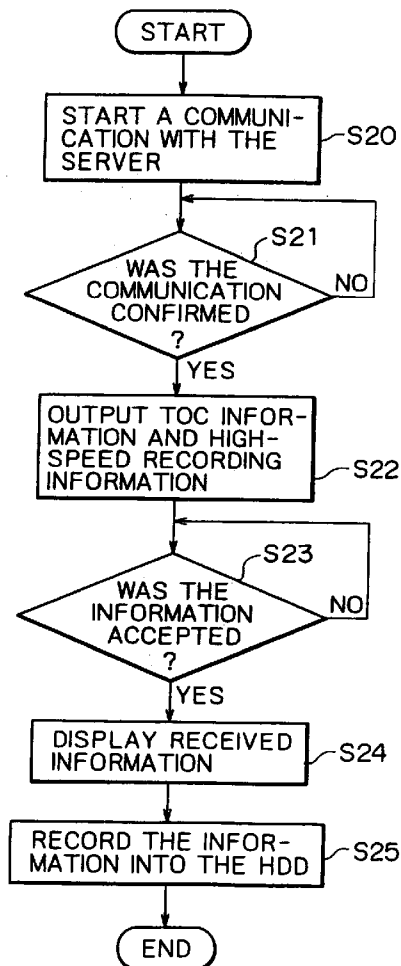 START
START A COMMUNI-
CATION WITH THE
SERVER
S20
S21
WAS THE
COMMUNICATION
CONFIRMED
?
NO
YES
OUTPUT TOC INFOR-
MATION AND HIGH-
SPEED RECORDING
INFORMATION
S22
S23
WAS THE
INFORMATION
ACCEPTED
?
NO
YES
DISPLAY RECEIVED
INFORMATION
S24
RECORD THE INFOR-
MATION INTO THE HDD
S25
END